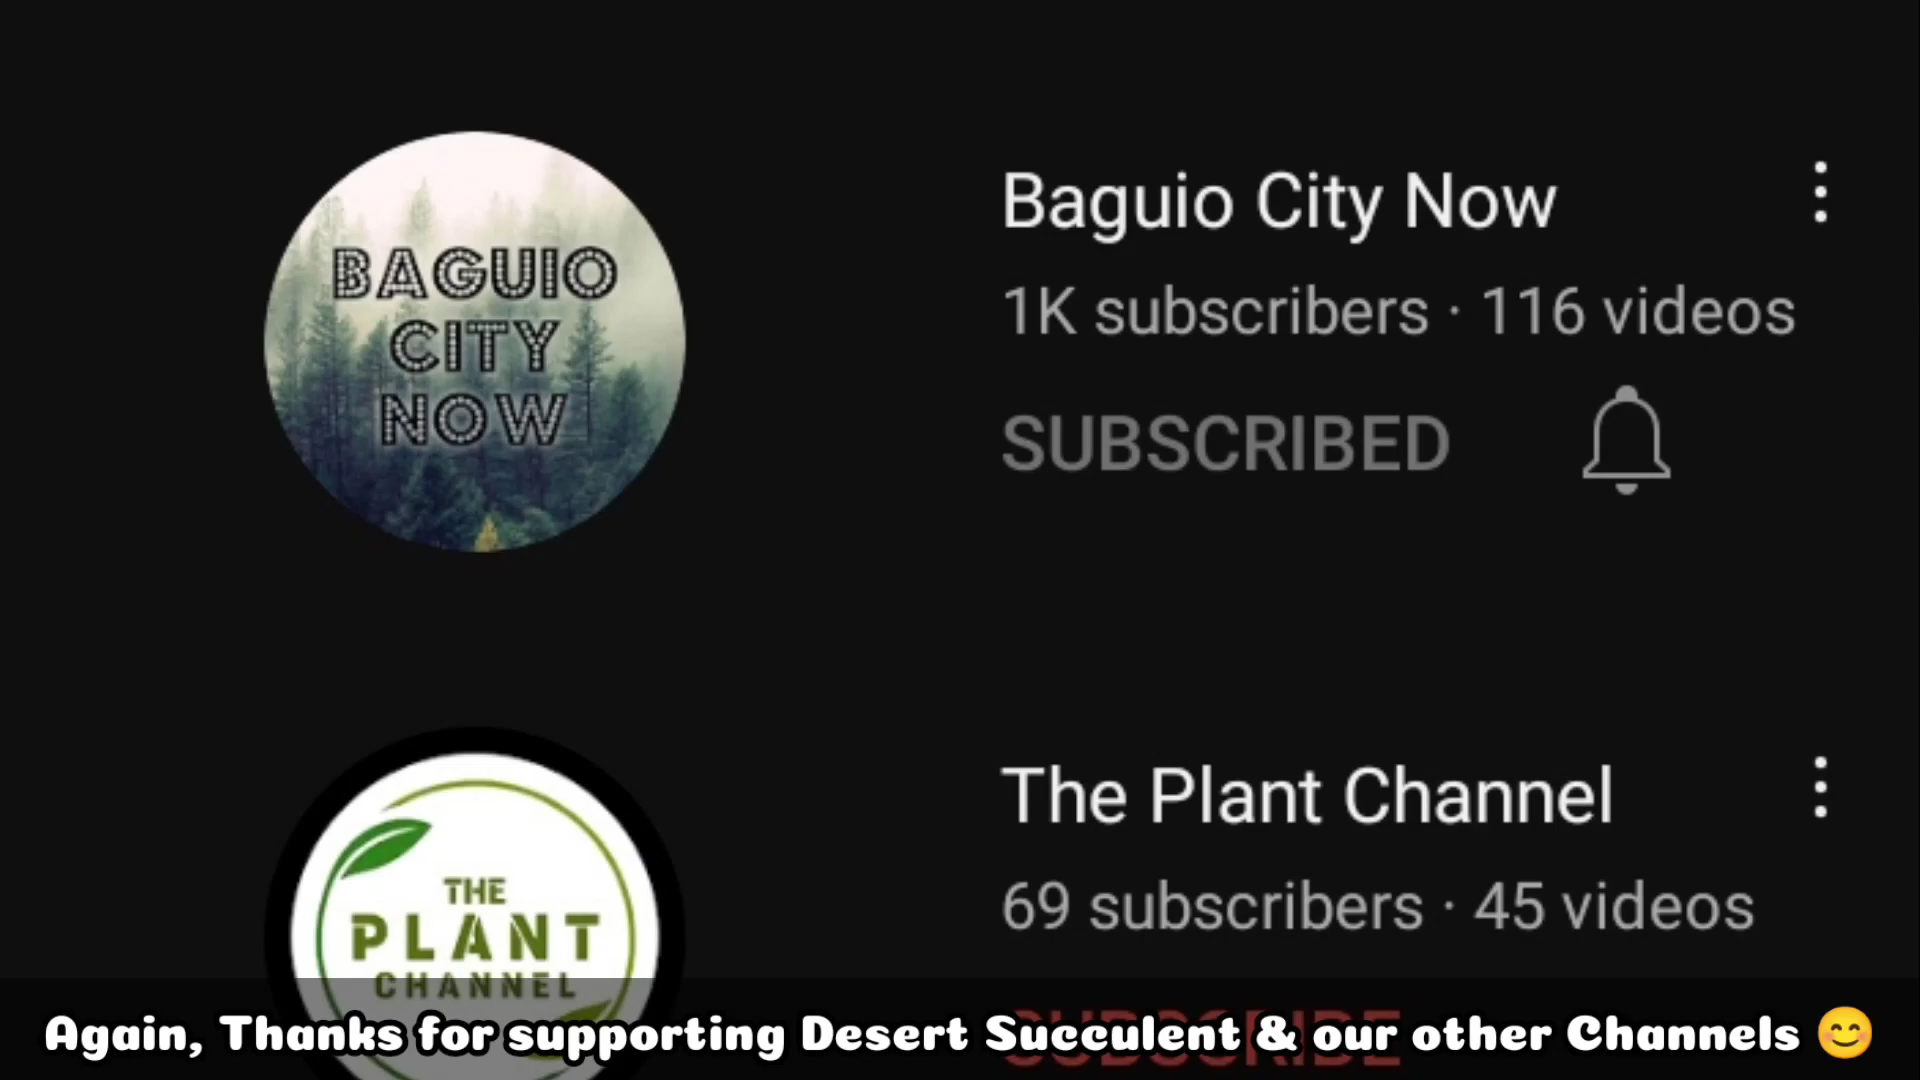 BAGUIO
CITY
NOW
Baguio City Now
1K subscribers · 116 videos
SUBSCRIBED
THE
PLANT
CHANNEL
The Plant Channel
69 subscribers · 45 videos
SUBSCRIBE
Again, Thanks for supporting Desert Succulent & our other Channels 😊